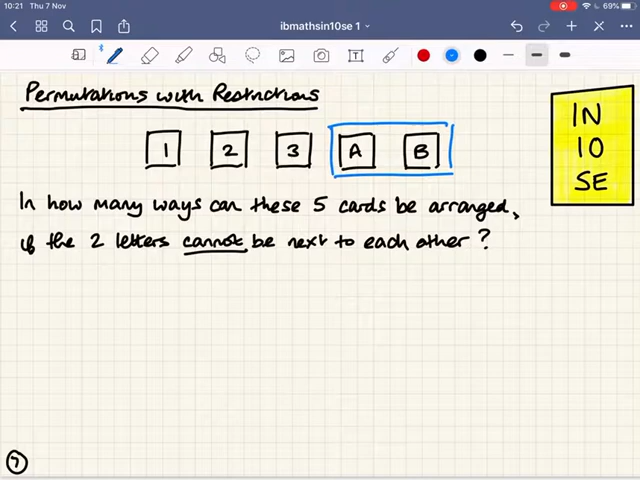 10:21 Thu 7 Nov
69%
ibmathsin10se 1
Permutations with Restrictions
1 2 3 A B
IN
10
SE
In how many ways can these 5 cards be arranged,
if the 2 letters cannot be next to each other?
7